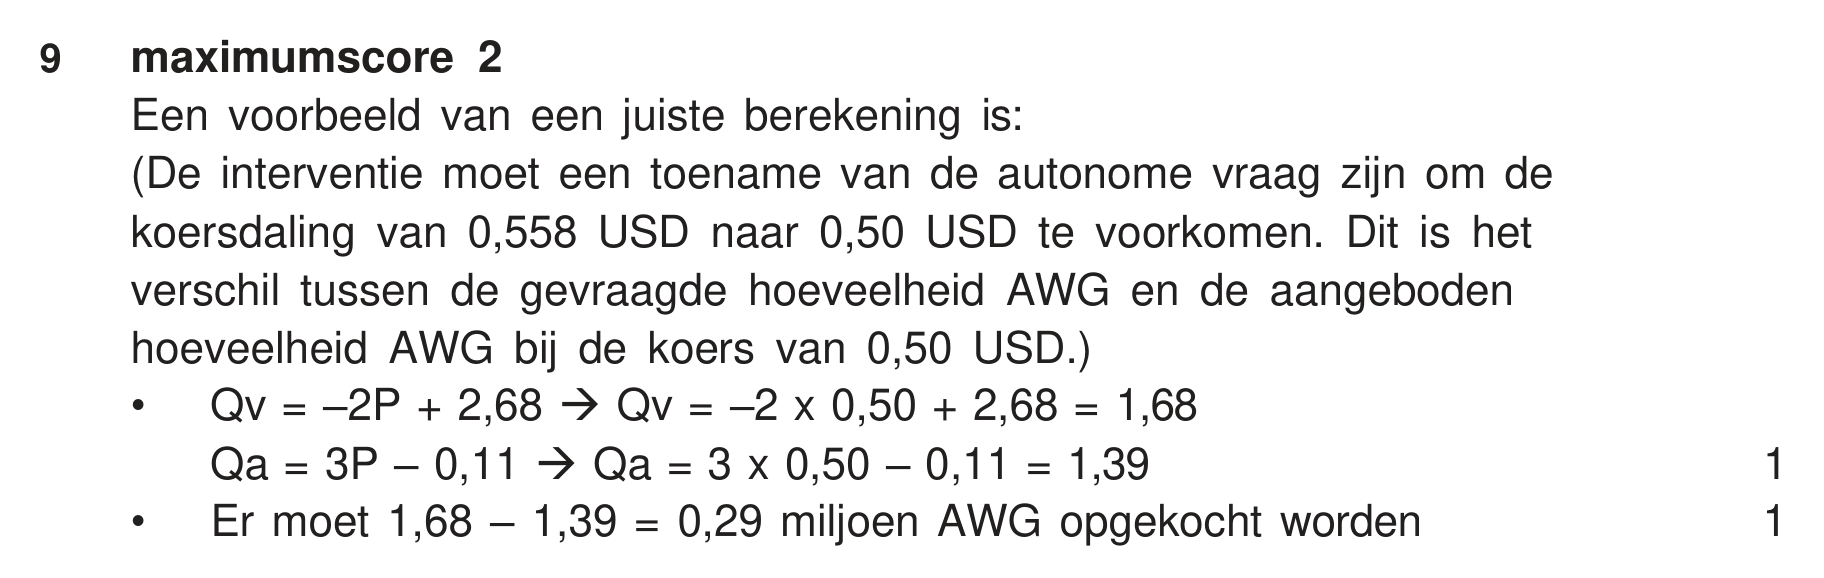 9 maximumscore 2
Een voorbeeld van een juiste berekening is:
(De interventie moet een toename van de autonome vraag zijn om de
koersdaling van 0,558 USD naar 0,50 USD te voorkomen. Dit is het
verschil tussen de gevraagde hoeveelheid AWG en de aangeboden
hoeveelheid AWG bij de koers van 0,50 USD.)
• Qv = –2P + 2,68 → Qv = –2 x 0,50 + 2,68 = 1,68
Qa = 3P – 0,11 → Qa = 3 x 0,50 – 0,11 = 1,39 1
• Er moet 1,68 – 1,39 = 0,29 miljoen AWG opgekocht worden 1